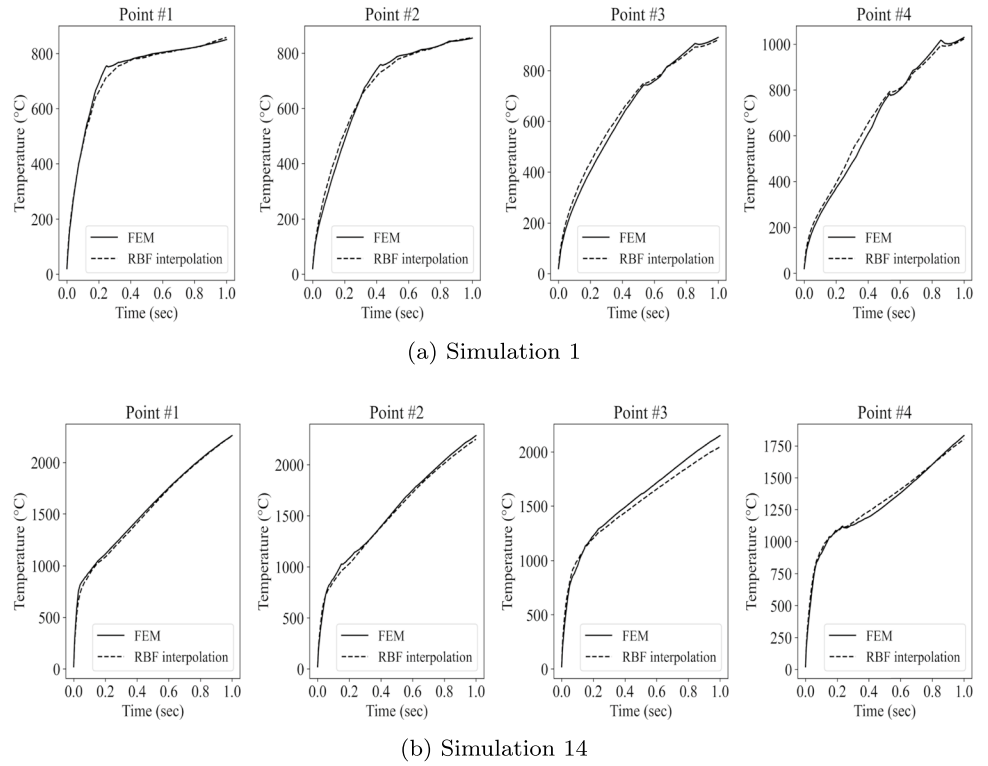 Point #1
Point #2
Point #3
Point #4
Temperature (°C)
800
600
400
200
0
FEM
RBF interpolation
0.0 0.2 0.4 0.6 0.8 1.0
Time (sec)
Temperature (°C)
800
600
400
200
0
FEM
RBF interpolation
0.0 0.2 0.4 0.6 0.8 1.0
Time (sec)
Temperature (°C)
800
600
400
200
0
FEM
RBF interpolation
0.0 0.2 0.4 0.6 0.8 1.0
Time (sec)
Temperature (°C)
1000
800
600
400
200
0
FEM
RBF interpolation
0.0 0.2 0.4 0.6 0.8 1.0
Time (sec)
(a) Simulation 1
Point #1
Point #2
Point #3
Point #4
Temperature (°C)
2000
1500
1000
500
0
FEM
RBF interpolation
0.0 0.2 0.4 0.6 0.8 1.0
Time (sec)
Temperature (°C)
2000
1500
1000
500
0
FEM
RBF interpolation
0.0 0.2 0.4 0.6 0.8 1.0
Time (sec)
Temperature (°C)
2000
1500
1000
500
0
FEM
RBF interpolation
0.0 0.2 0.4 0.6 0.8 1.0
Time (sec)
Temperature (°C)
1750
1500
1250
1000
750
500
250
0
FEM
RBF interpolation
0.0 0.2 0.4 0.6 0.8 1.0
Time (sec)
(b) Simulation 14